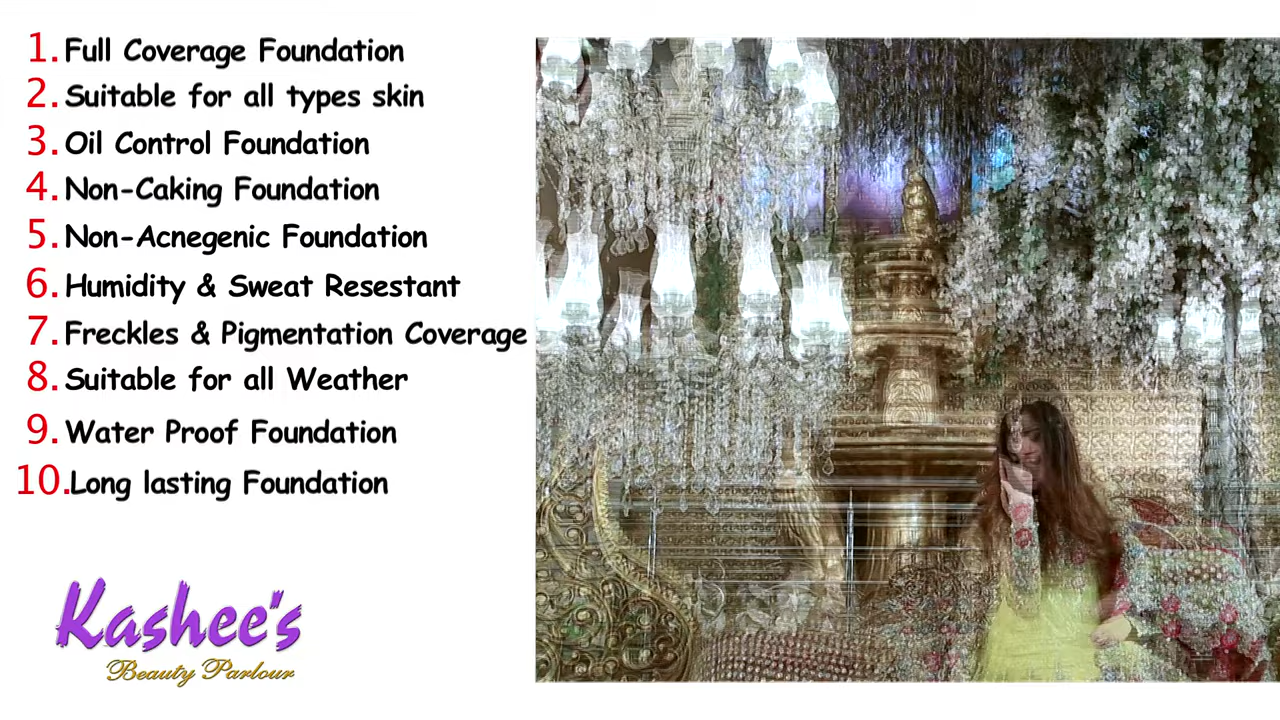 1. Full Coverage Foundation
2. Suitable for all types skin
3. Oil Control Foundation
4. Non-Caking Foundation
5. Non-Acnegenic Foundation
6. Humidity & Sweat Resestant
7. Freckles & Pigmentation Coverage
8. Suitable for all Weather
9. Water Proof Foundation
10. Long lasting Foundation
Kashee's
Beauty Parlour